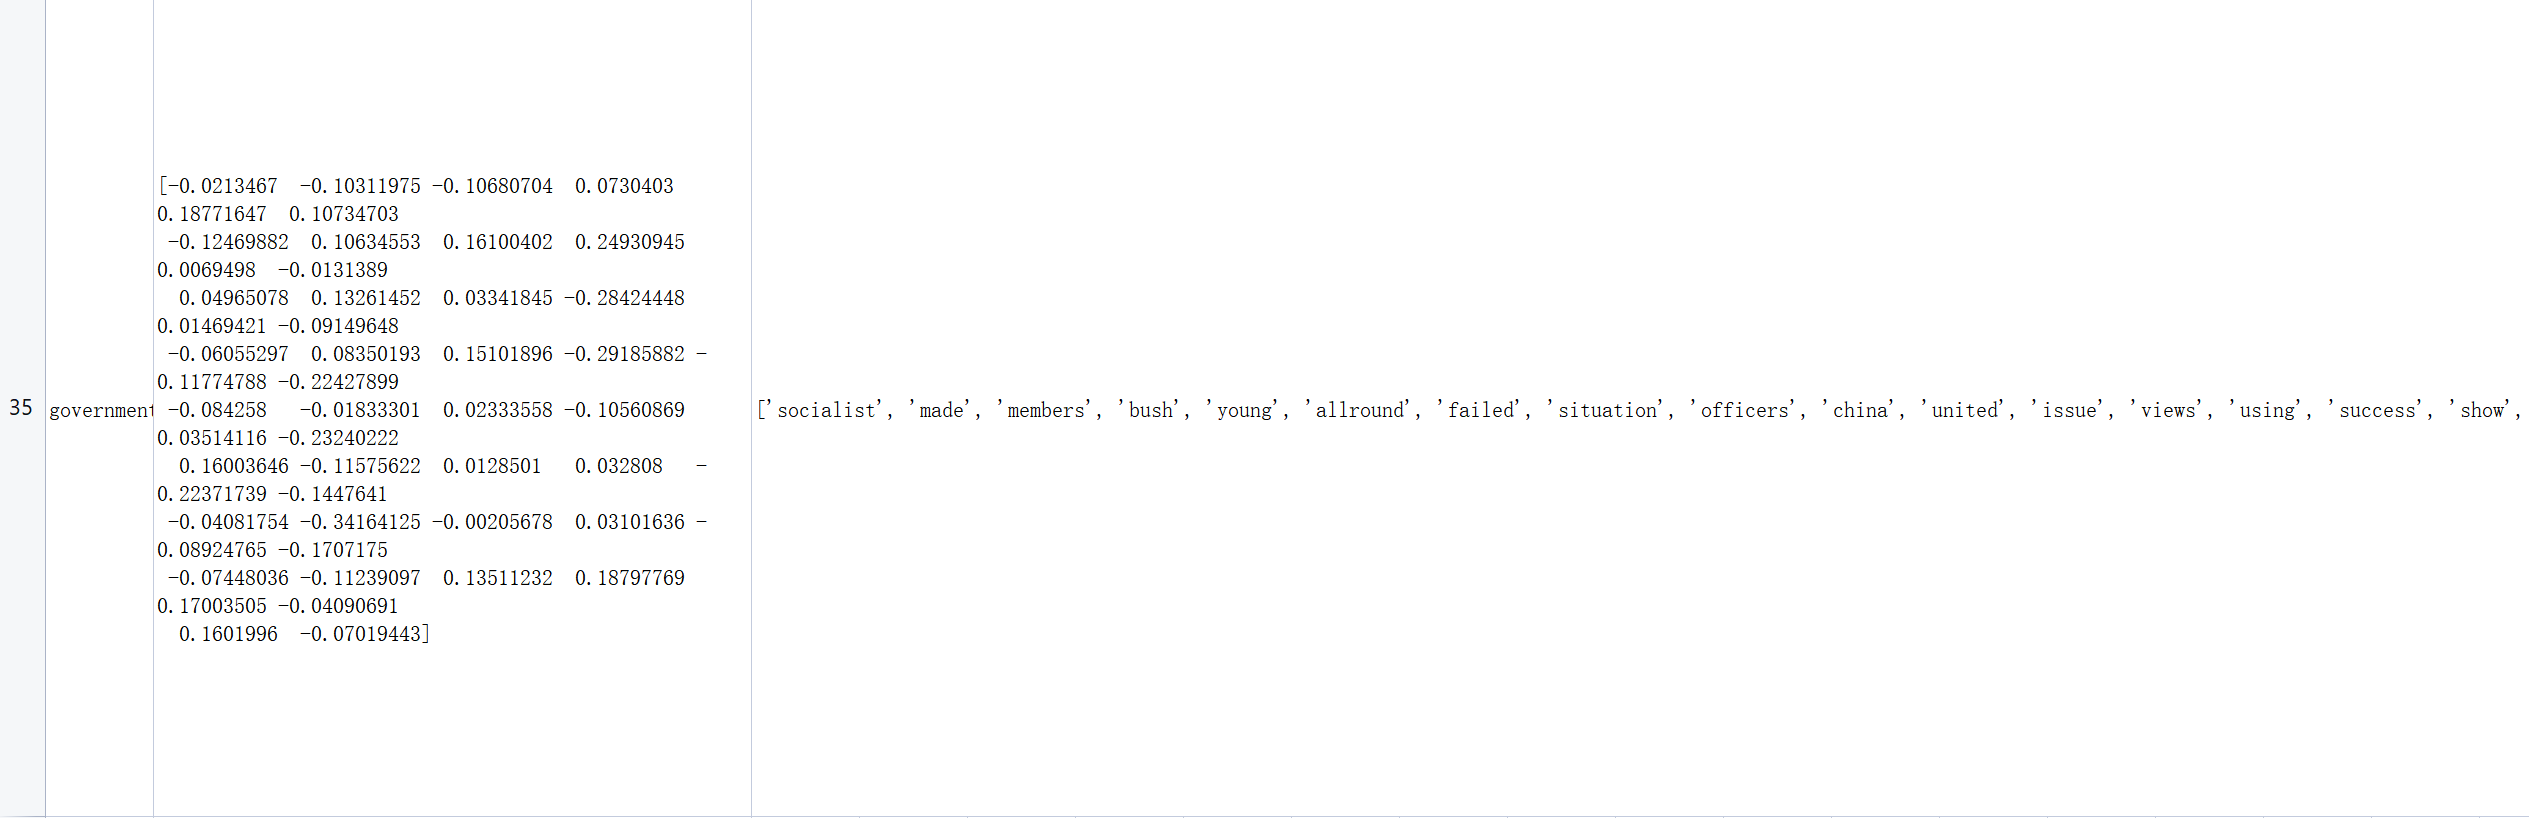 [-0.0213467  -0.10311975 -0.10680704  0.0730403
0.18771647  0.10734703
-0.12469882  0.10634553  0.16100402  0.24930945
0.0069498  -0.0131389
0.04965078  0.13261452  0.03341845 -0.28424448
0.01469421 -0.09149648
-0.06055297  0.08350193  0.15101896 -0.29185882 -
0.11774788 -0.22427899
35 government -0.084258   -0.01833301  0.02333558 -0.10560869 ['socialist', 'made', 'members', 'bush', 'young', 'allround', 'failed', 'situation', 'officers', 'china', 'united', 'issue', 'views', 'using', 'success', 'show',
0.03514116 -0.23240222
0.16003646 -0.11575622  0.0128501   0.032808   -
0.22371739 -0.1447641
-0.04081754 -0.34164125 -0.00205678  0.03101636 -
0.08924765 -0.1707175
-0.07448036 -0.11239097  0.13511232  0.18797769
0.17003505 -0.04090691
0.1601996  -0.07019443]